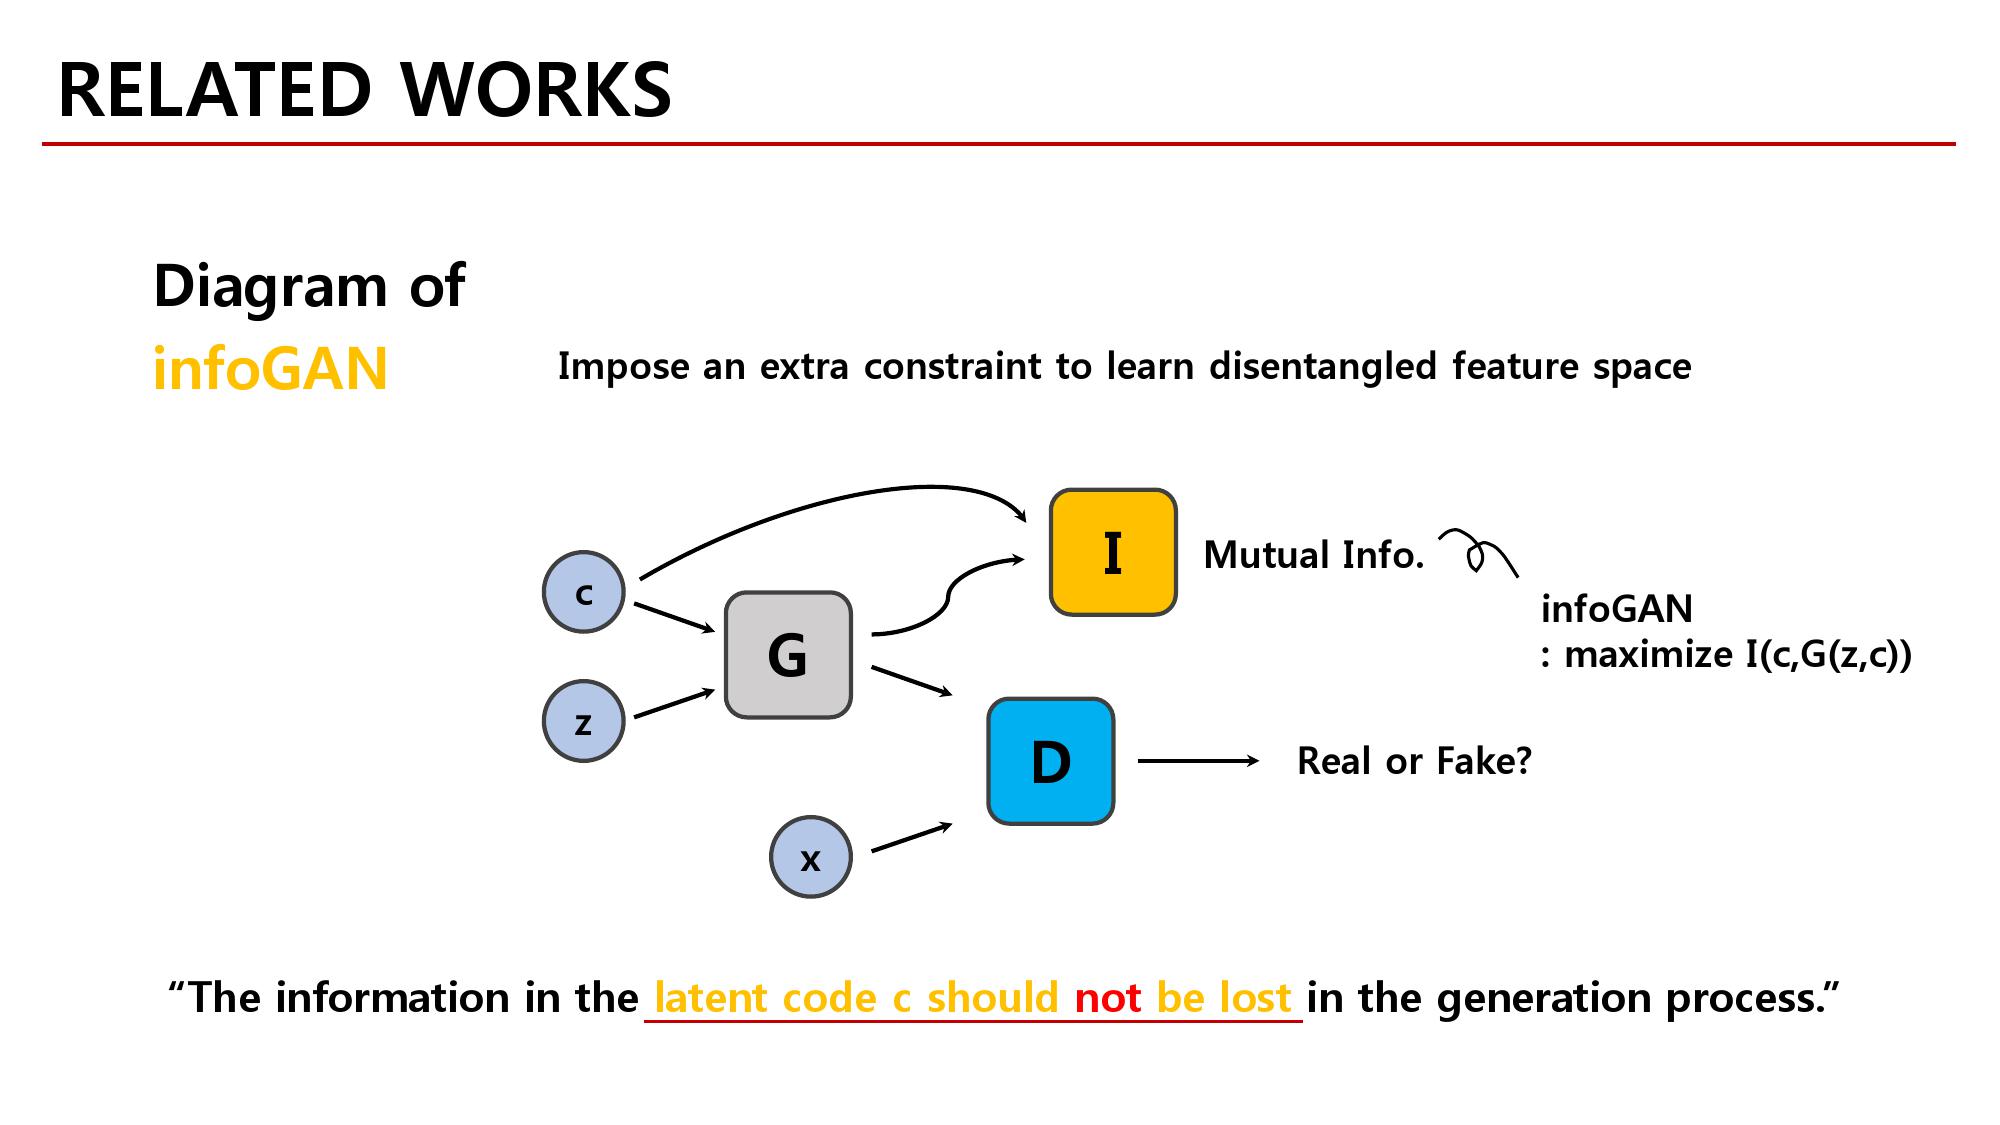 RELATED WORKS
Diagram of
infoGAN
Impose an extra constraint to learn disentangled feature space
c
z
G
x
I
D
Mutual Info.
infoGAN
: maximize I(c,G(z,c))
Real or Fake?
“The information in the latent code c should not be lost in the generation process.”